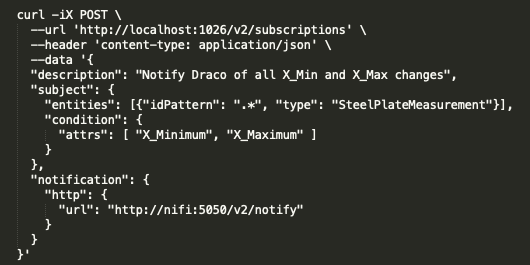 curl -iX POST \
--url 'http://localhost:1026/v2/subscriptions' \
--header 'content-type: application/json' \
--data '{
"description": "Notify Draco of all X_Min and X_Max changes",
"subject": {
"entities": [{"idPattern": ".*", "type": "SteelPlateMeasurement"}],
"condition": {
"attrs": [ "X_Minimum", "X_Maximum" ]
}
},
"notification": {
"http": {
"url": "http://nifi:5050/v2/notify"
}
}
}'